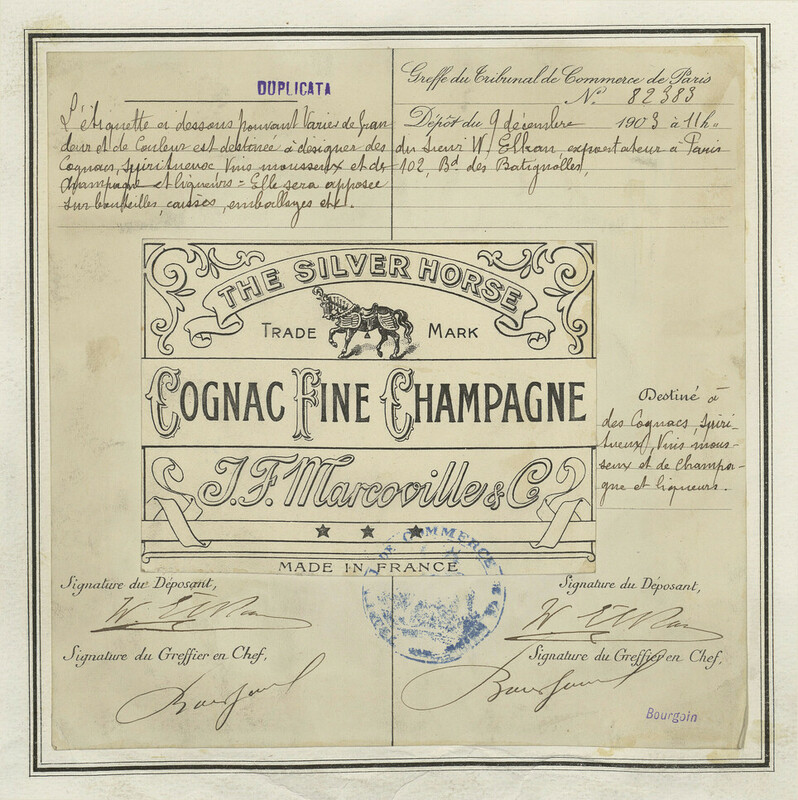 DUPLICATA
L'étiquette ci dessous pouvant Varier de Gran
deur et de Couleur est destinée à désigner des
Cognacs, spiritueux Vins mousseux et de
champagne et liqueurs = Elle sera apposée
sur bouteilles, caisses, emballages etc.
Greffe du Tribunal de Commerce de Paris
N. 82383
Dépôt du 9 décembre 1903 à 11h
du Sieur W. Elkan exportateur à Paris
102, Bd. des Batignolles,
THE SILVER HORSE
TRADE MARK
COGNAC FINE CHAMPAGNE
J.F. Marcoville & C
MADE IN FRANCE
Destiné à
des Cognacs, spiri-
tueux, Vins mous-
seux et de Champa-
gne et liqueurs.
DE COMMERCE DE
Signature du Déposant,
W Elkan
Signature du Greffier en Chef,
Signature du Déposant,
W Elkan
Signature du Greffier en Chef,
Bourgoin